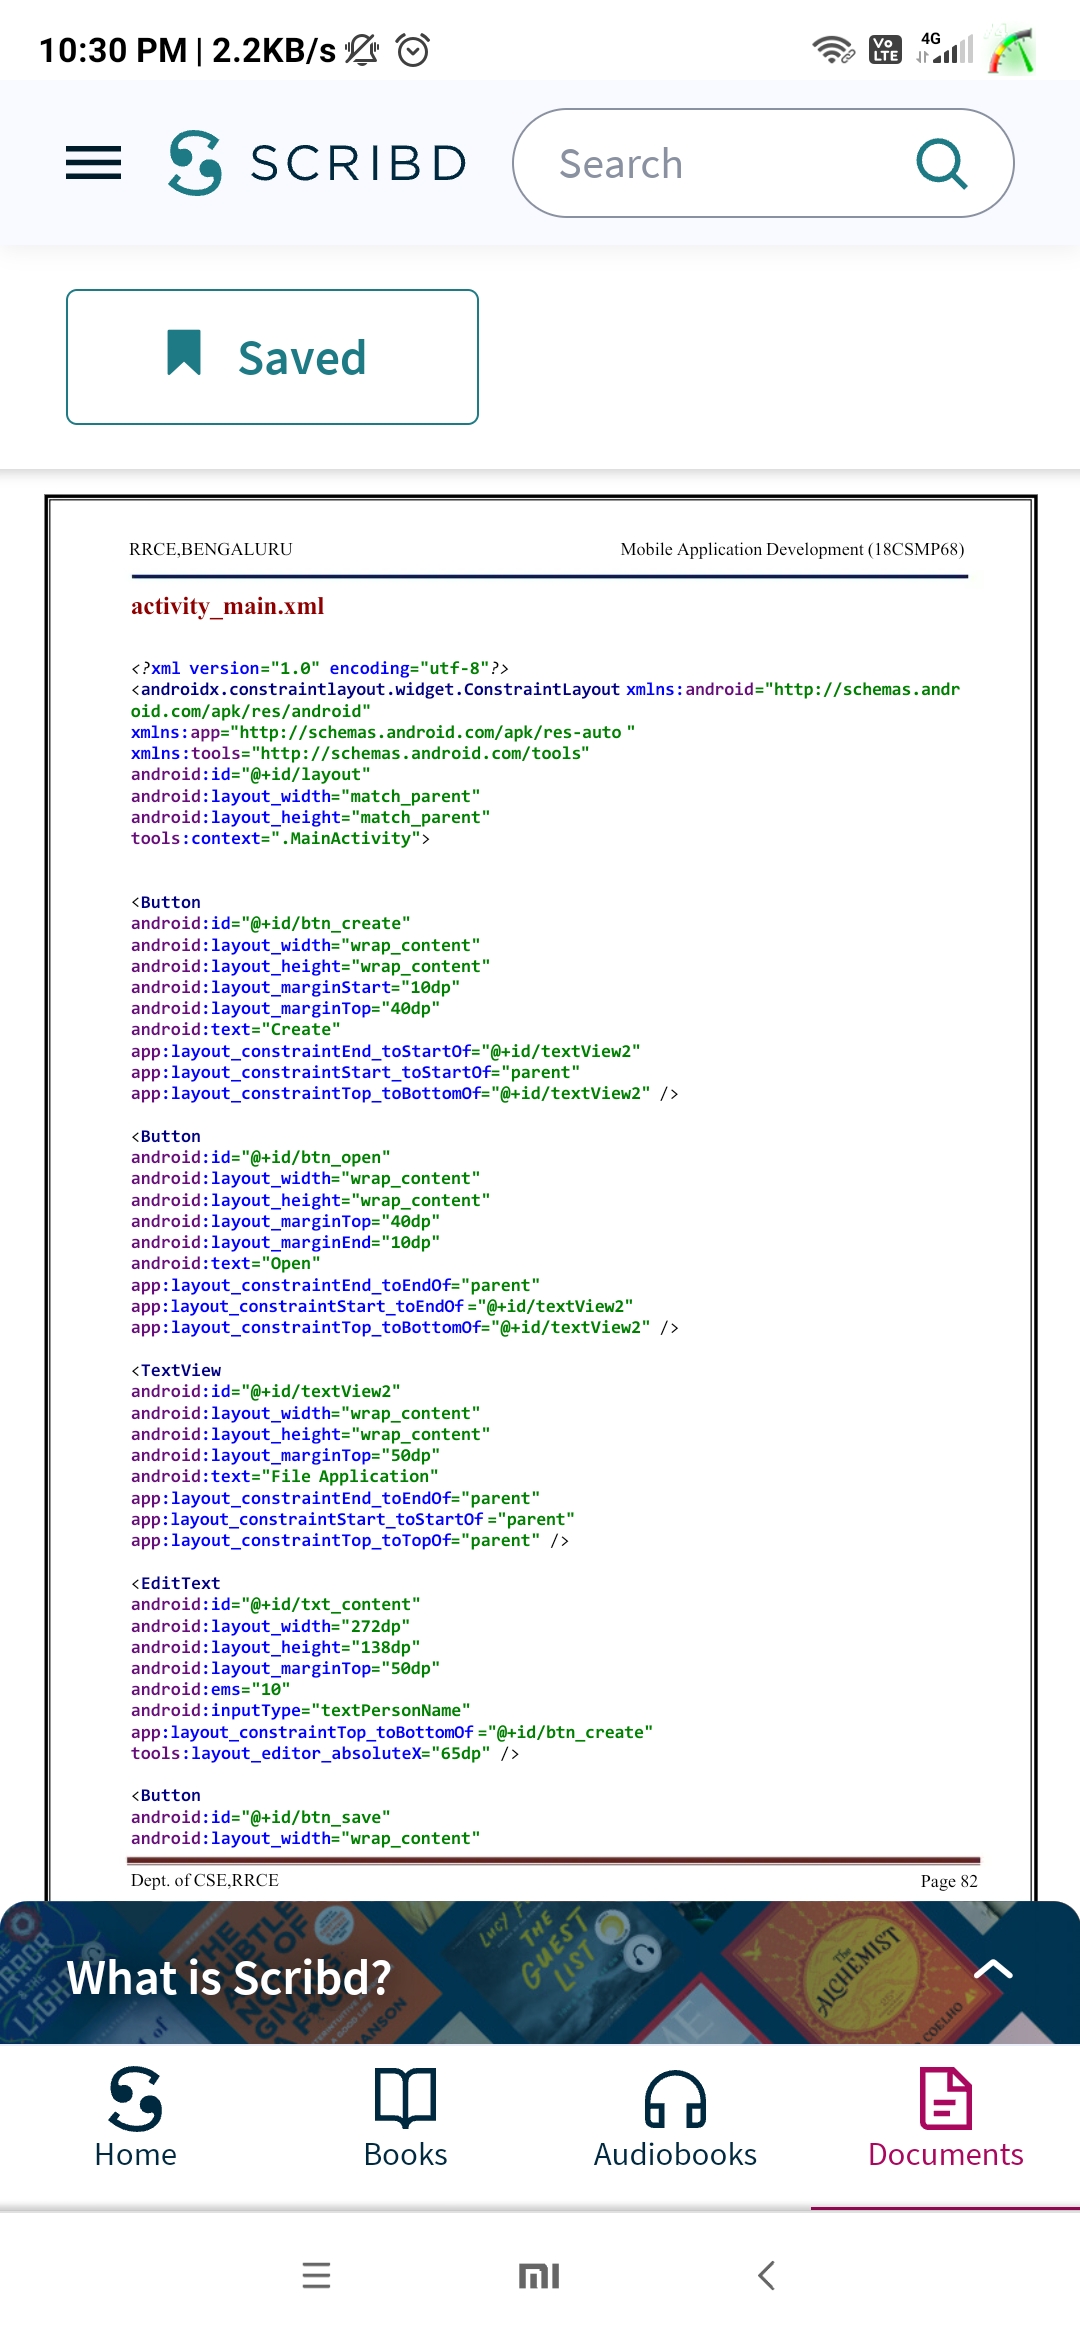 10:30 PM | 2.2KB/s
Vo LTE 4G
SCRIBD
Search
Saved
RRCE,BENGALURU Mobile Application Development (18CSMP68)
activity_main.xml
<?xml version="1.0" encoding="utf-8"?>
<androidx.constraintlayout.widget.ConstraintLayout xmlns:android="http://schemas.andr
oid.com/apk/res/android"
xmlns:app="http://schemas.android.com/apk/res-auto "
xmlns:tools="http://schemas.android.com/tools"
android:id="@+id/layout"
android:layout_width="match_parent"
android:layout_height="match_parent"
tools:context=".MainActivity">
<Button
android:id="@+id/btn_create"
android:layout_width="wrap_content"
android:layout_height="wrap_content"
android:layout_marginStart="10dp"
android:layout_marginTop="40dp"
android:text="Create"
app:layout_constraintEnd_toStartOf="@+id/textView2"
app:layout_constraintStart_toStartOf="parent"
app:layout_constraintTop_toBottomOf="@+id/textView2" />
<Button
android:id="@+id/btn_open"
android:layout_width="wrap_content"
android:layout_height="wrap_content"
android:layout_marginTop="40dp"
android:layout_marginEnd="10dp"
android:text="Open"
app:layout_constraintEnd_toEndOf="parent"
app:layout_constraintStart_toEndOf="@+id/textView2"
app:layout_constraintTop_toBottomOf="@+id/textView2" />
<TextView
android:id="@+id/textView2"
android:layout_width="wrap_content"
android:layout_height="wrap_content"
android:layout_marginTop="50dp"
android:text="File Application"
app:layout_constraintEnd_toEndOf="parent"
app:layout_constraintStart_toStartOf="parent"
app:layout_constraintTop_toTopOf="parent" />
<EditText
android:id="@+id/txt_content"
android:layout_width="272dp"
android:layout_height="138dp"
android:layout_marginTop="50dp"
android:ems="10"
android:inputType="textPersonName"
app:layout_constraintTop_toBottomOf="@+id/btn_create"
tools:layout_editor_absoluteX="65dp" />
<Button
android:id="@+id/btn_save"
android:layout_width="wrap_content"
Dept. of CSE,RRCE Page 82
What is Scribd?
THE GUEST LIST
The ALCHEMIST
COELHO
Home Books Audiobooks Documents